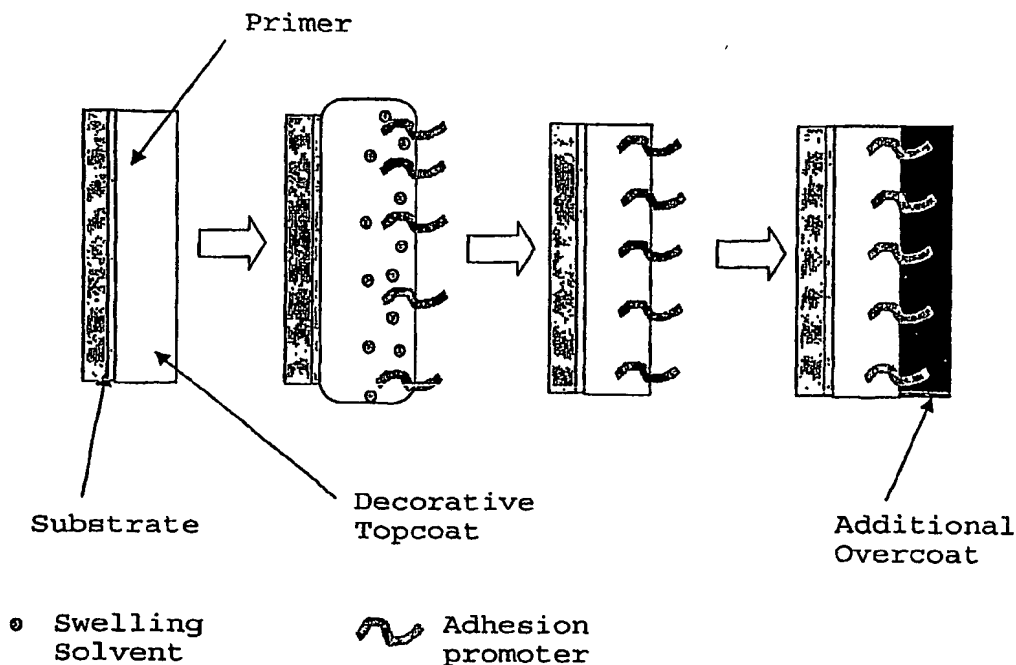 Primer
Substrate
Decorative
Topcoat
Additional
Overcoat
Swelling
Solvent
Adhesion
promoter